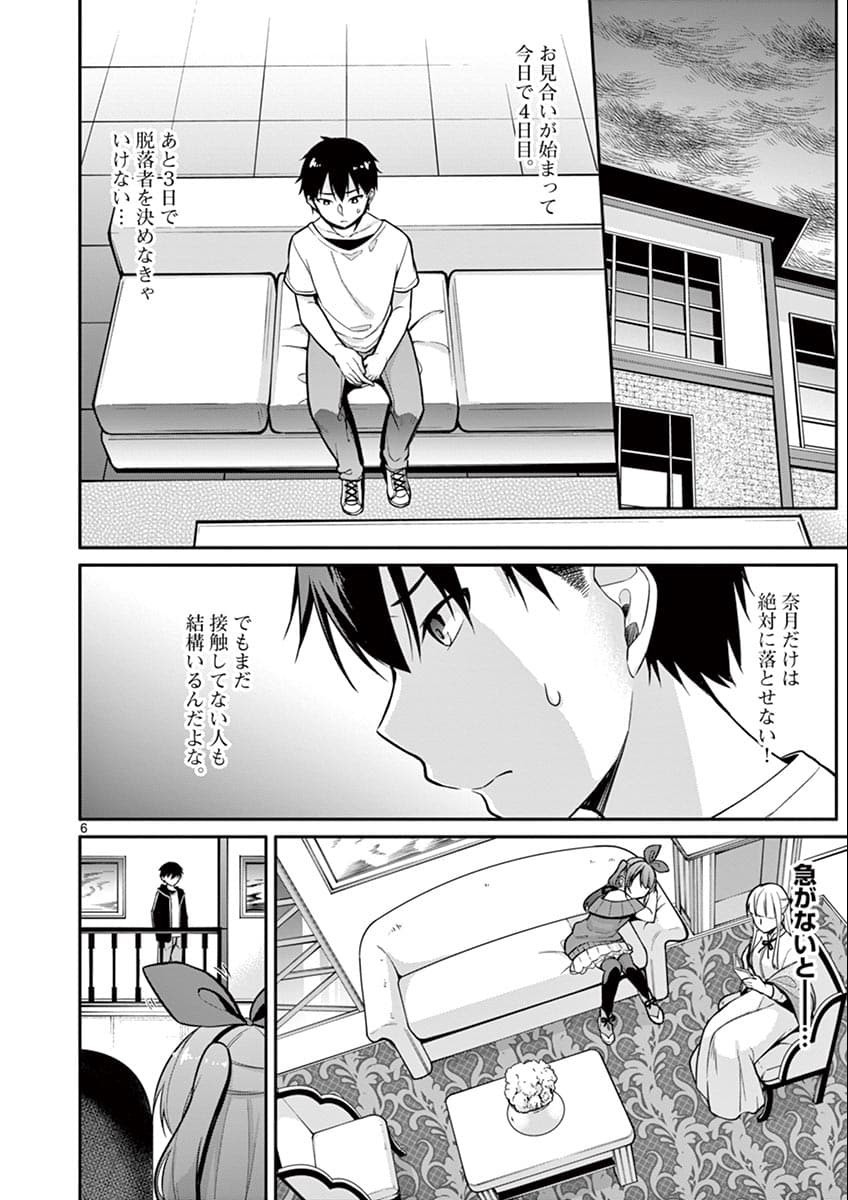 お見合いが始まって
今日で4日目。
あと3日で
脱落者を決めなきゃ
いけない…
奈月だけは
絶対に落とせない！
でもまだ
接触してない人も
結構いるんだよな。
6
急がないと――…